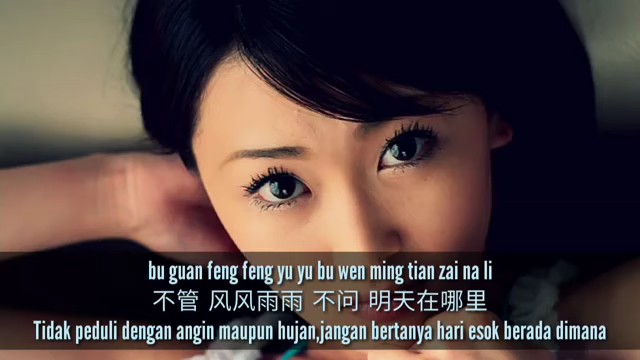 bu guan feng feng yu yu bu wen ming tian zai na li
不管 风风雨雨 不问 明天在哪里
Tidak peduli dengan angin maupun hujan,jangan bertanya hari esok berada dimana